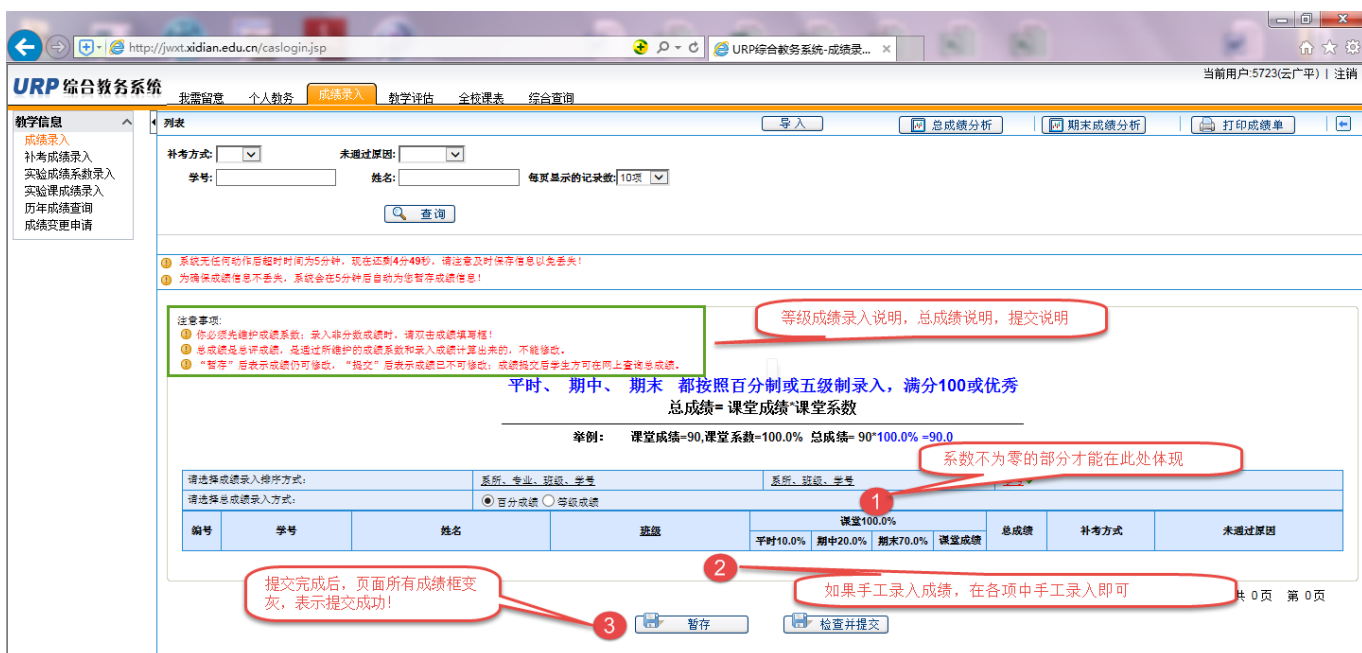 http://jwxt.xidian.edu.cn/caslogin.jsp
URP综合教务系统-成绩录...
当前用户:5723(云广平) | 注销
URP 综合教务系统
我需留意 个人教务 成绩录入 教学评估 全校课表 综合查询
教学信息
成绩录入
补考成绩录入
实验成绩系数录入
实验课成绩录入
历年成绩查询
成绩变更申请
列表 导入 总成绩分析 期末成绩分析 打印成绩单
补考方式: 未通过原因:
学号: 姓名: 每页显示的记录数: 10项
查询
系统无任何动作后超时时间为5分钟，现在还剩4分49秒，请注意及时保存信息以免丢失!
为确保成绩信息不丢失，系统会在5分钟后自动为您暂存成绩信息!
注意事项:
你必须先维护成绩系数；录入非分数成绩时，请双击成绩填写框!
总成绩是总评成绩，是通过所维护的成绩系数和录入成绩计算出来的，不能修改。
“暂存”后表示成绩仍可修改，“提交”后表示成绩已不可修改；成绩提交后学生方可在网上查询总成绩。
等级成绩录入说明，总成绩说明，提交说明
平时、 期中、 期末 都按照百分制或五级制录入，满分100或优秀
总成绩= 课堂成绩*课堂系数
举例: 课堂成绩=90,课堂系数=100.0% 总成绩= 90*100.0% =90.0
系数不为零的部分才能在此处体现
请选择成绩录入排序方式: 系所、专业、班级、学号 系所、班级、学号
请选择总成绩录入方式: 百分成绩 等级成绩
1
编号 学号 姓名 班级 课堂100.0% 总成绩 补考方式 未通过原因
平时10.0% 期中20.0% 期末70.0% 课堂成绩
2
如果手工录入成绩，在各项中手工录入即可
提交完成后，页面所有成绩框变
灰，表示提交成功!
0页 第 0页
3
暂存 检查并提交